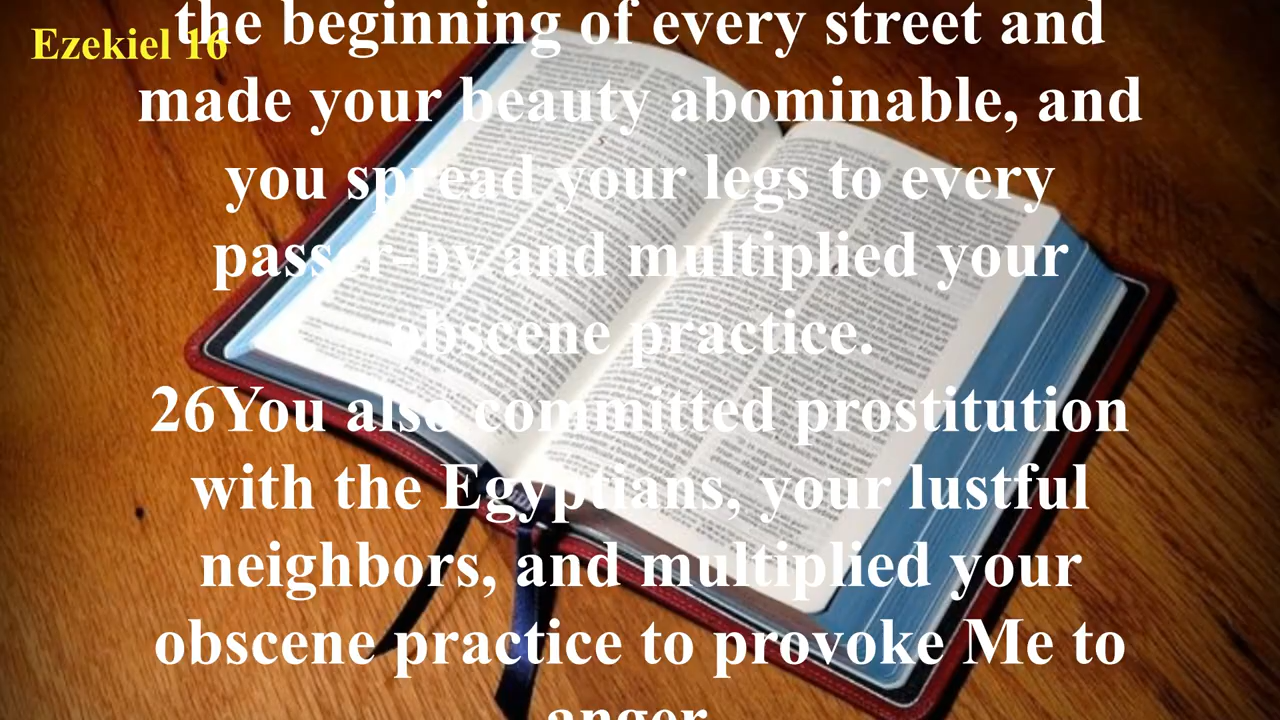 Ezekiel 16
the beginning of every street and
made your beauty abominable, and
you spread your legs to every
passer-by and multiplied your
obscene practice.
26You also committed prostitution
with the Egyptians, your lustful
neighbors, and multiplied your
obscene practice to provoke Me to
anger.